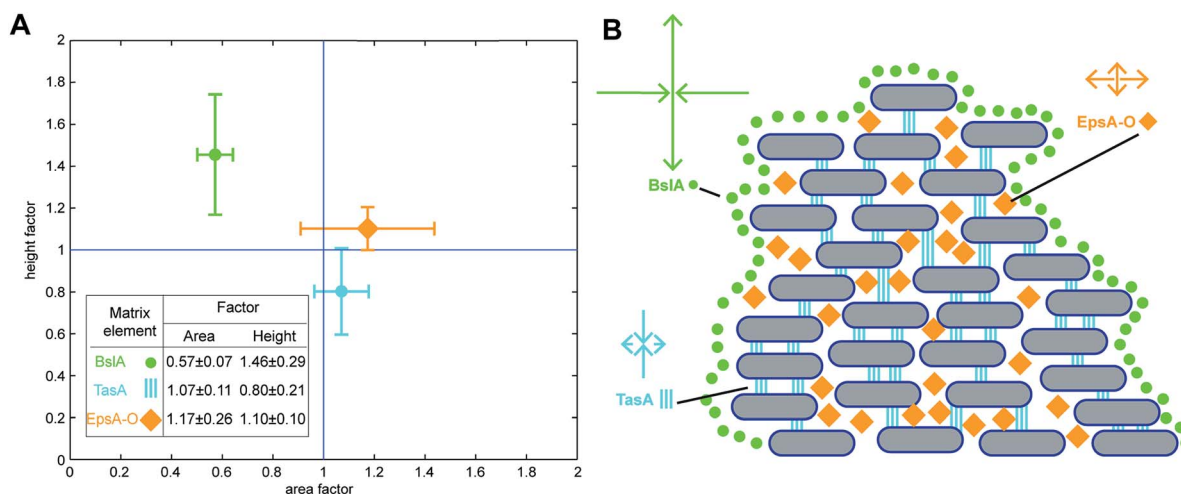 A
height factor
2
1.8
1.6
1.4
1.2
1
0.8
0.6
0.4
0.2
0
0 0.2 0.4 0.6 0.8 1 1.2 1.4 1.6 1.8 2
area factor
Matrix element Factor
Area Height
BslA 0.57±0.07 1.46±0.29
TasA 1.07±0.11 0.80±0.21
EpsA-O 1.17±0.26 1.10±0.10
B
EpsA-O
BslA
TasA